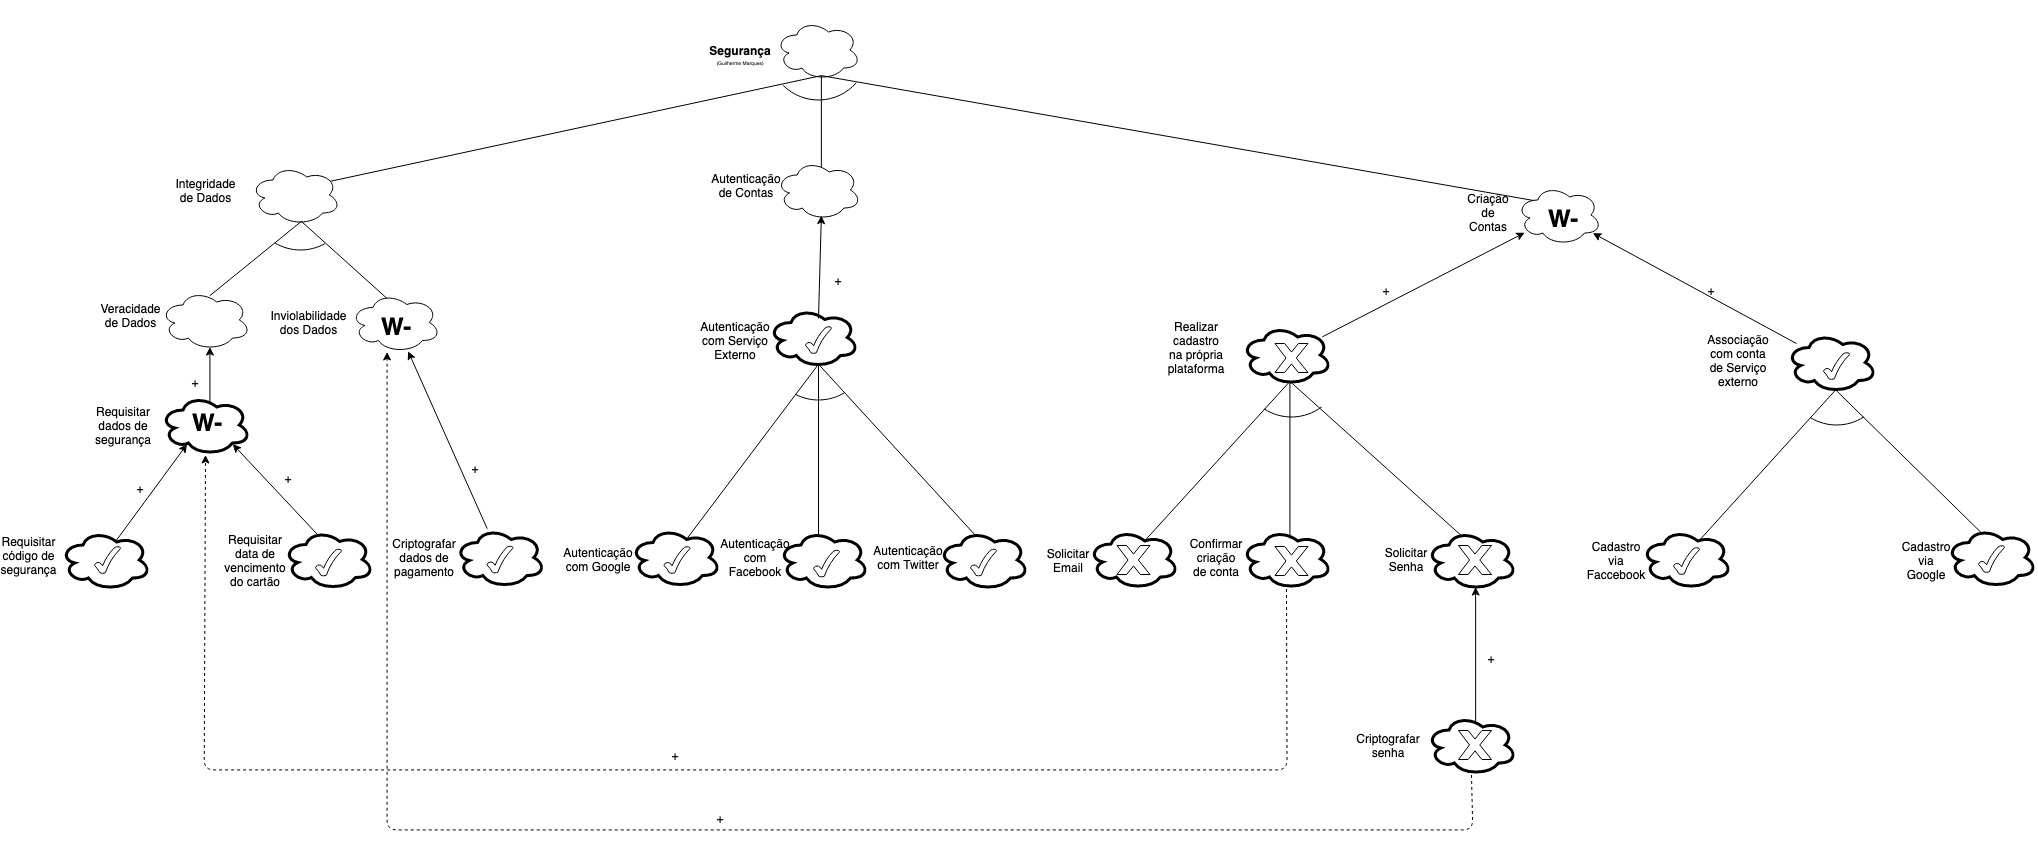 Segurança
(Guilherme Marques)
Integridade
de Dados
Autenticação
de Contas
Criação
de
Contas
W-
Veracidade
de Dados
Inviolabilidade
dos Dados
W-
+
+
+
Autenticação
com Serviço
Externo
Realizar
cadastro
na própria
plataforma
X
Associação
com conta
de Serviço
externo
+
Requisitar
dados de
segurança
W-
+
+
+
Requisitar
código de
segurança
Requisitar
data de
vencimento
do cartão
Criptografar
dados de
pagamento
Autenticação
com Google
Autenticação
com
Facebook
Autenticação
com Twitter
Solicitar
Email
X
Confirmar
criação
de conta
X
Solicitar
Senha
X
Cadastro
via
Faccebook
Cadastro
via
Google
+
Criptografar
senha
X
+
+